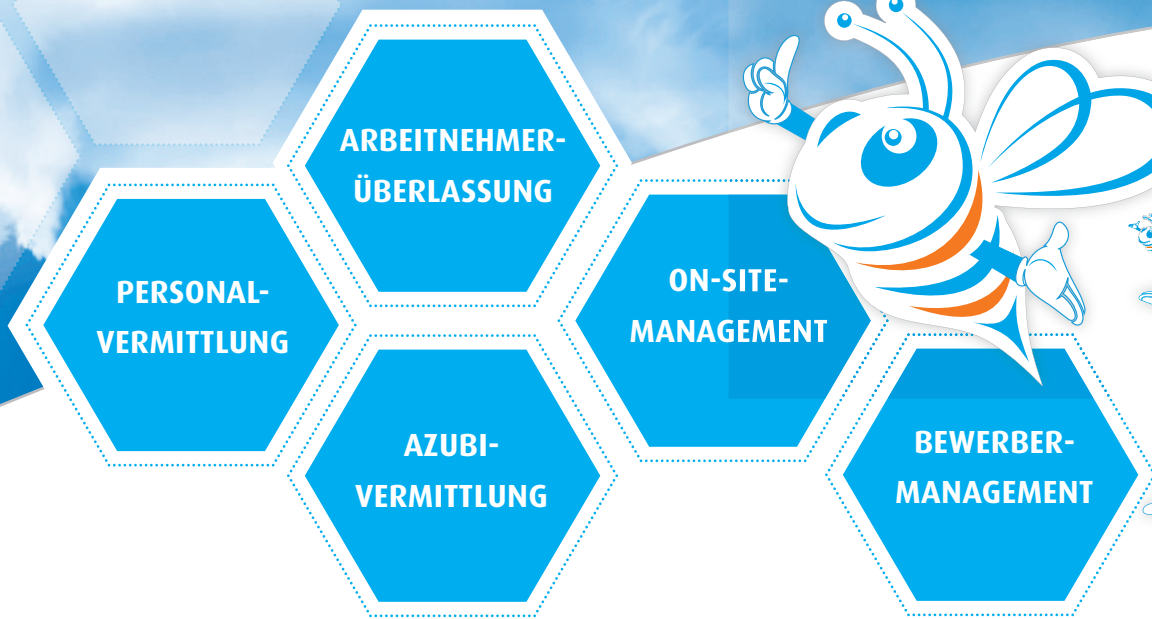 ARBEITNEHMER-
ÜBERLASSUNG
PERSONAL-
VERMITTLUNG
ON-SITE-
MANAGEMENT
AZUBI-
VERMITTLUNG
BEWERBER-
MANAGEMENT